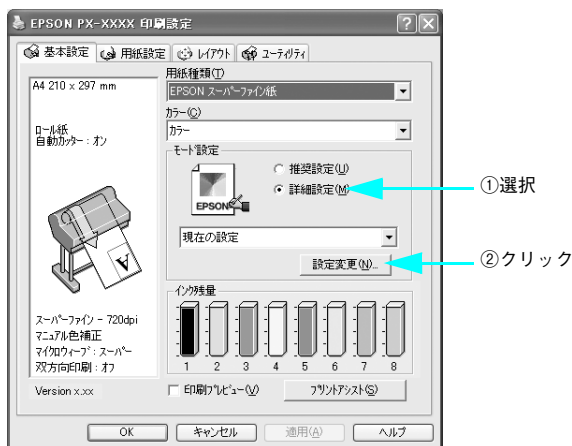 EPSON PX-XXXX 印刷設定
基本設定 用紙設定 レイアウト ユーティリティ
A4 210 x 297 mm
ロール紙
自動カッター : オン
スーパーファイン - 720dpi
マニュアル色補正
マイクロウィーブ : スーパー
双方向印刷 : オフ
Version x.xx
用紙種類(T)
EPSON スーパーファイン紙
カラー(C)
カラー
モード設定
EPSON
推奨設定(U)
詳細設定(M)
①選択
現在の設定
設定変更(N)...
②クリック
インク残量
1 2 3 4 5 6 7 8
印刷プレビュー(V)
プリントアシスト(S)
OK キャンセル 適用(A) ヘルプ